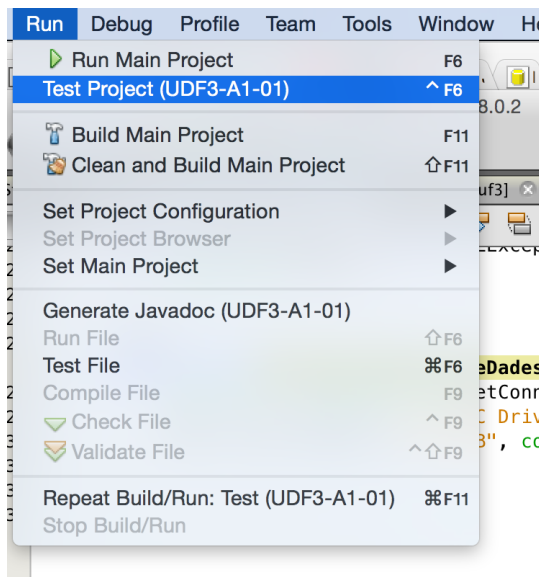 Run Debug Profile Team Tools Window
Run Main Project F6
Test Project (UDF3-A1-01) ^F6
8.0.2
Build Main Project F11
Clean and Build Main Project ⇧F11
uf3]
Set Project Configuration ▶
Set Project Browser ▶
Set Main Project ▶
Generate Javadoc (UDF3-A1-01)
Run File ⇧F6
Test File ⌘F6
eDades
Compile File F9
etConn
Check File ^F9
C Driv
Validate File ^⇧F9
3", co
Repeat Build/Run: Test (UDF3-A1-01) ⌘F11
Stop Build/Run